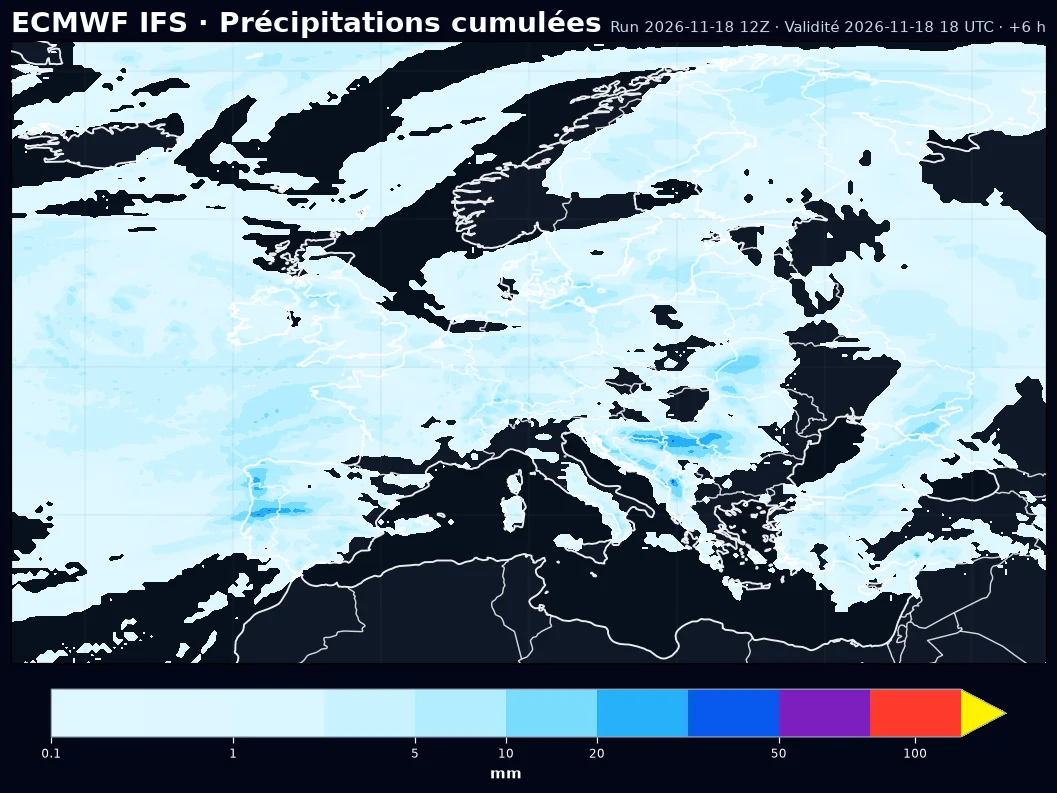 ECMWF IFS · Précipitations cumulées
Run 2026-11-18 12Z · Validité 2026-11-18 18 UTC · +6 h
0.1 1 5 10 20 50 100
mm